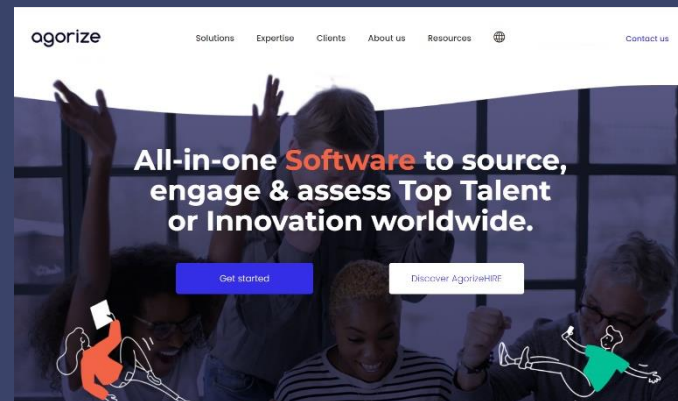 agorize
Solutions Expertise Clients About us Resources Contact us
All-in-one Software to source,
engage & assess Top Talent
or Innovation worldwide.
Get started Discover AgorizeHIRE